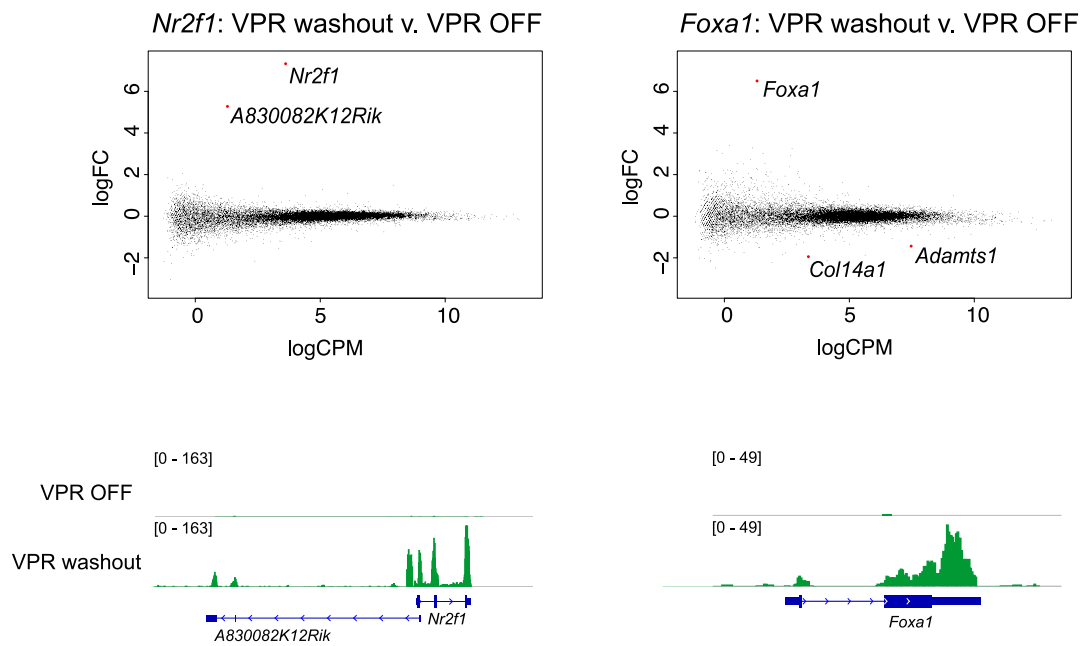 Nr2f1: VPR washout v. VPR OFF
logFC
6
4
2
0
−2
Nr2f1
A830082K12Rik
0
5
10
logCPM
Foxa1: VPR washout v. VPR OFF
logFC
6
4
2
0
−2
Foxa1
Col14a1
Adamts1
0
5
10
logCPM
[0 - 163]
VPR OFF
[0 - 163]
VPR washout
Nr2f1
A830082K12Rik
[0 - 49]
[0 - 49]
Foxa1